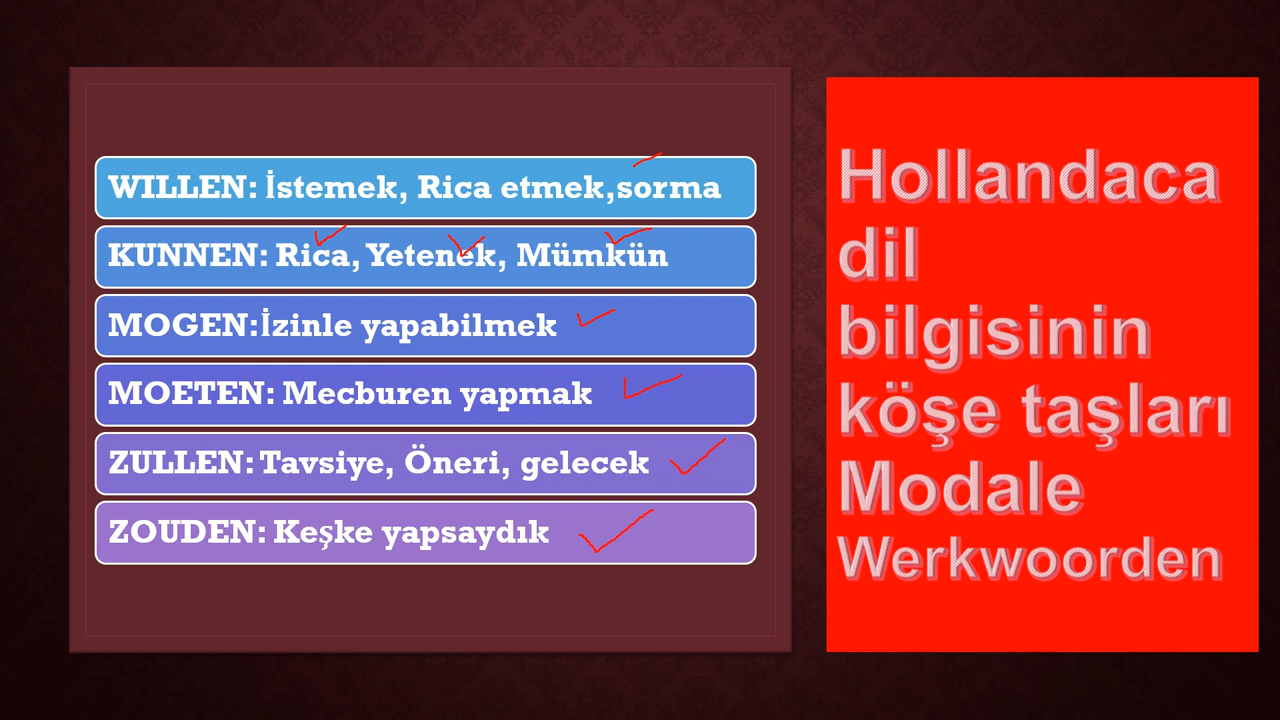 WILLEN: İstemek, Rica etmek,sorma
KUNNEN: Rica, Yetenek, Mümkün
MOGEN:İzinle yapabilmek
MOETEN: Mecburen yapmak
ZULLEN: Tavsiye, Öneri, gelecek
ZOUDEN: Keşke yapsaydık
Hollandaca
dil
bilgisinin
köşe taşları
Modale
Werkwoorden